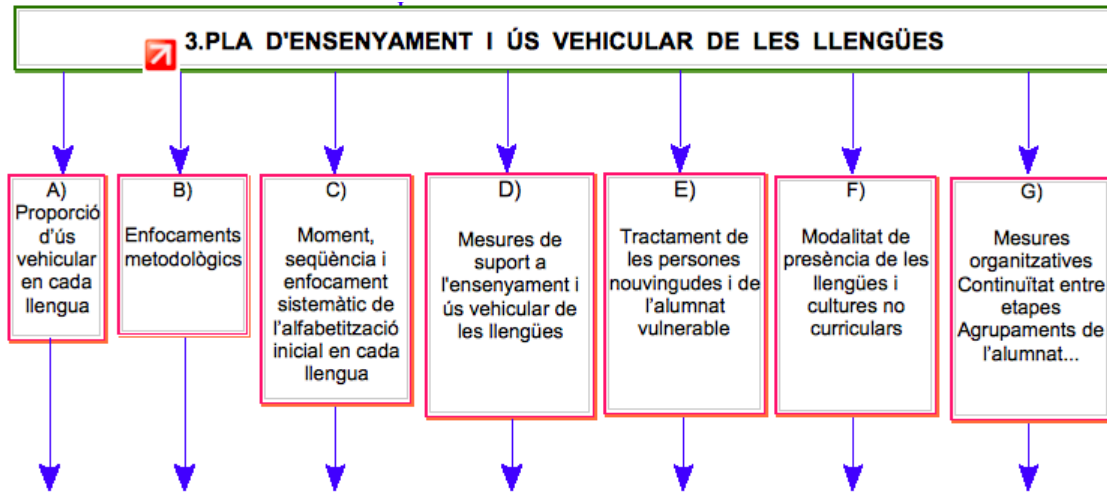 3.PLA D'ENSENYAMENT I ÚS VEHICULAR DE LES LLENGÜES
A)
Proporció
d'ús
vehicular
en cada
llengua
B)
Enfocaments
metodològics
C)
Moment,
seqüència i
enfocament
sistemàtic de
l'alfabetització
inicial en cada
llengua
D)
Mesures de
suport a
l'ensenyament i
ús vehicular de
les llengües
E)
Tractament de
les persones
nouvingudes i de
l'alumnat
vulnerable
F)
Modalitat de
presència de les
llengües i
cultures no
curriculars
G)
Mesures
organitzatives
Continuïtat entre
etapes
Agrupaments de
l'alumnat...